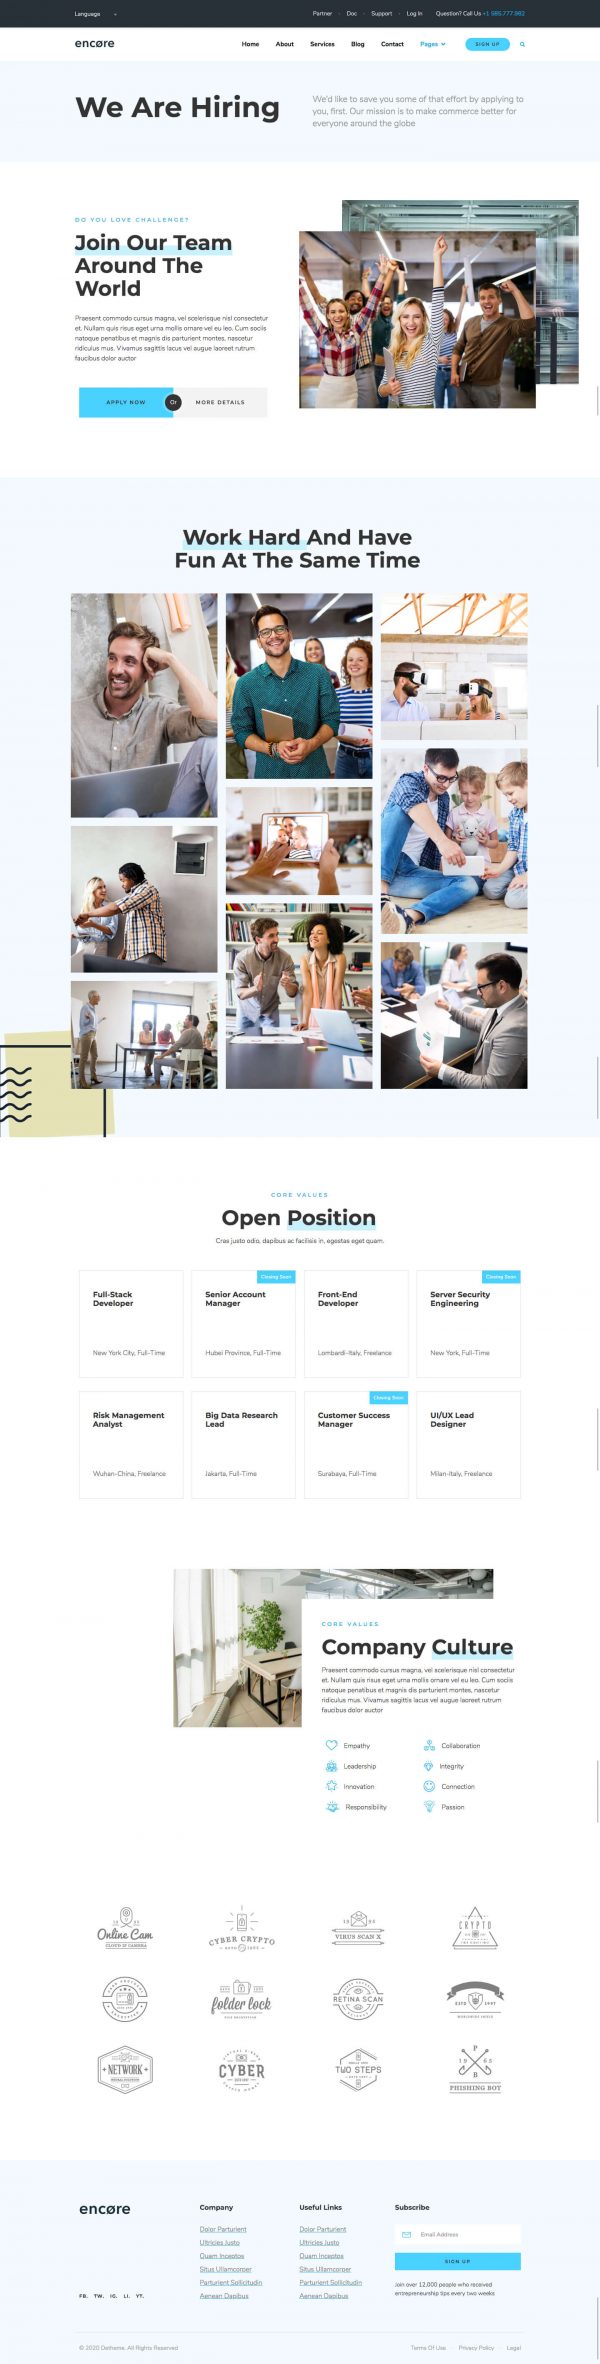 Language
Partner · Doc · Support · Log In Question? Call Us +1 585.777.882
encøre
Home About Services Blog Contact Pages SIGN UP
We Are Hiring
We'd like to save you some of that effort by applying to
you, first. Our mission is to make commerce better for
everyone around the globe
DO YOU LOVE CHALLENGE?
Join Our Team
Around The
World
Praesent commodo cursus magna, vel scelerisque nisl consectetur
et. Nullam quis risus eget urna mollis ornare vel eu leo. Cum sociis
natoque penatibus et magnis dis parturient montes, nascetur
ridiculus mus. Vivamus sagittis lacus vel augue laoreet rutrum
faucibus dolor auctor
APPLY NOW Or MORE DETAILS
Work Hard And Have
Fun At The Same Time
CORE VALUES
Open Position
Cras justo odio, dapibus ac facilisis in, egestas eget quam.
Full-Stack
Developer
New York City, Full-Time
Closing Soon
Senior Account
Manager
Hubei Province, Full-Time
Front-End
Developer
Lombardi-Italy, Freelance
Closing Soon
Server Security
Engineering
New York, Full-Time
Risk Management
Analyst
Wuhan-China, Freelance
Big Data Research
Lead
Jakarta, Full-Time
Closing Soon
Customer Success
Manager
Surabaya, Full-Time
UI/UX Lead
Designer
Milan-Italy, Freelance
CORE VALUES
Company Culture
Praesent commodo cursus magna, vel scelerisque nisl consectetur
et. Nullam quis risus eget urna mollis ornare vel eu leo. Cum sociis
natoque penatibus et magnis dis parturient montes, nascetur
ridiculus mus. Vivamus sagittis lacus vel augue laoreet rutrum
faucibus dolor auctor
Empathy Collaboration
Leadership Integrity
Innovation Connection
Responsibility Passion
Online Cam
CLOUD IP CAMERA
CYBER CRYPTO
1995
VIRUS SCAN X
CRYPTO
folder lock
RETINA SCAN
ESTD 1997
WORLDWIDE SHIELD
NETWORK
CYBER
TWO STEPS
P
1965
B
PHISHING BOY
encøre
FB. TW. IG. LI. YT.
Company
Dolor Parturient
Ultricies Justo
Quam Inceptos
Situs Ullamcorper
Parturient Sollicitudin
Aenean Dapibus
Useful Links
Dolor Parturient
Ultricies Justo
Quam Inceptos
Situs Ullamcorper
Parturient Sollicitudin
Aenean Dapibus
Subscribe
Email Address
SIGN UP
Join over 12,000 people who received
entrepreneurship tips every two weeks
© 2020 Detheme. All Rights Reserved
Terms Of Use · Privacy Policy · Legal